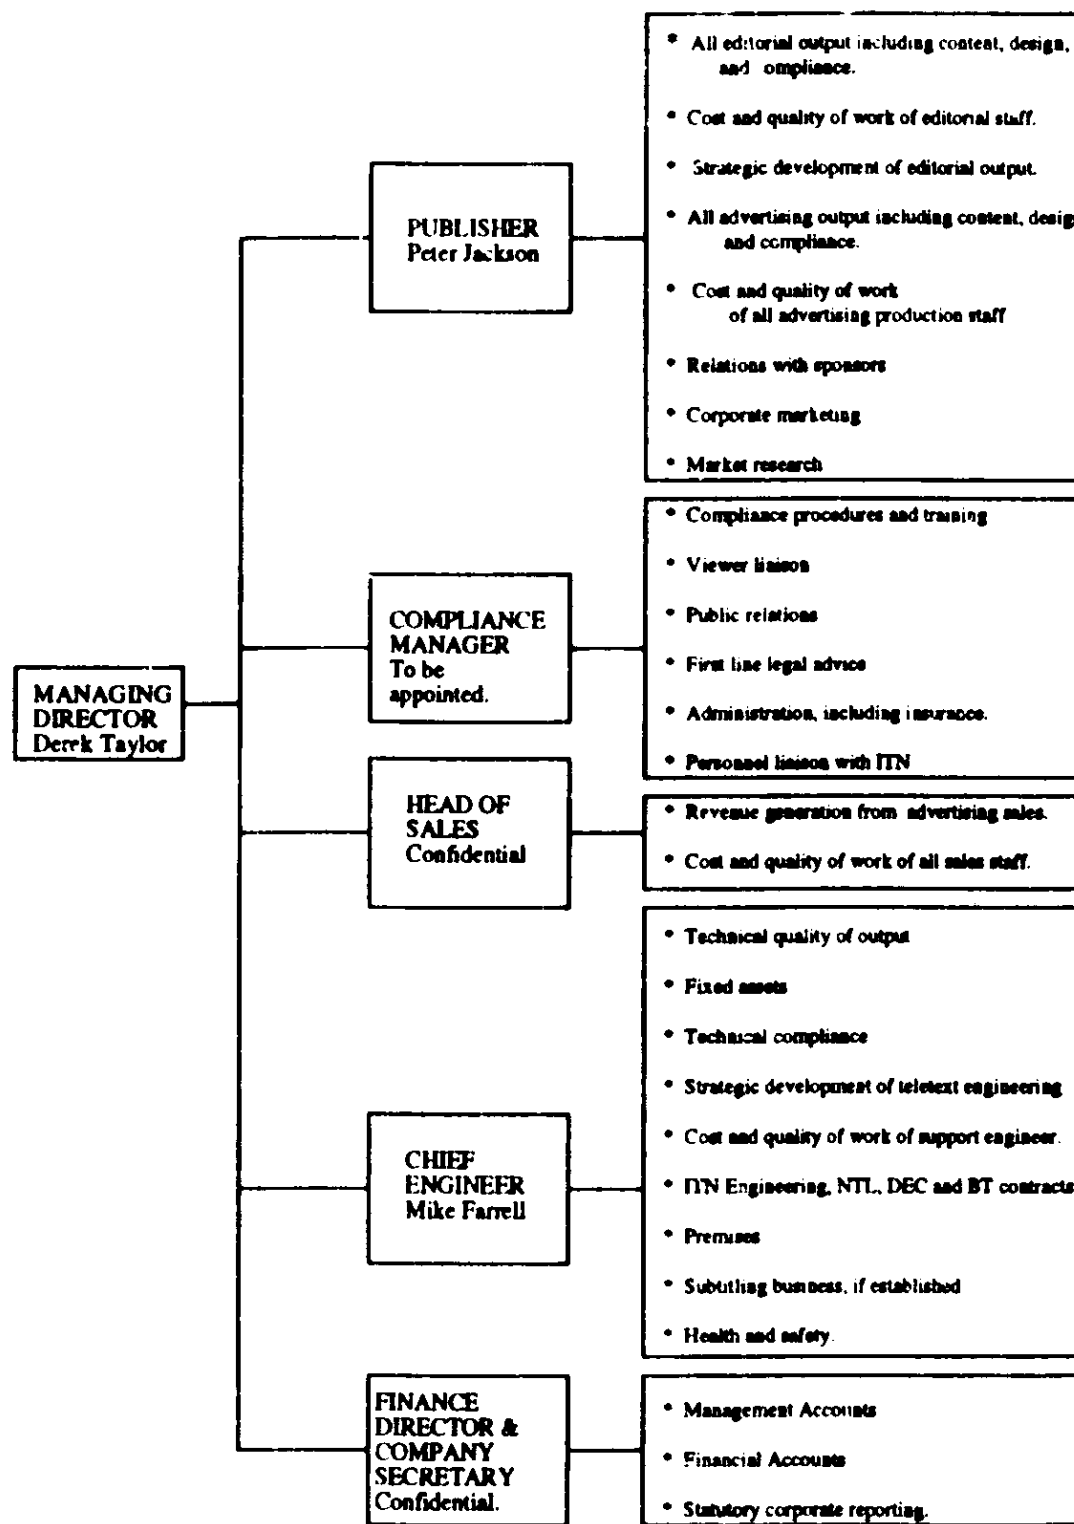 MANAGING
DIRECTOR
Derek Taylor
PUBLISHER
Peter Jackson
* All editorial output including content, design,
and ompliance.
* Cost and quality of work of editorial staff.
* Strategic development of editorial output.
* All advertising output including content, desig
and compliance.
* Cost and quality of work
of all advertising production staff
* Relations with sponsors
* Corporate marketing
* Market research
COMPLIANCE
MANAGER
To be
appointed.
* Compliance procedures and training
* Viewer liaison
* Public relations
* First line legal advice
* Administration, including insurance.
* Personnel liaison with ITN
HEAD OF
SALES
Confidential
* Revenue generation from advertising sales.
* Cost and quality of work of all sales staff.
CHIEF
ENGINEER
Mike Farrell
* Technical quality of output
* Fixed assets
* Technical compliance
* Strategic development of teletext engineering
* Cost and quality of work of support engineer.
* ITN Engineering, NTL, DEC and BT contracts
* Premises
* Subtitling business, if established
* Health and safety.
FINANCE
DIRECTOR &
COMPANY
SECRETARY
Confidential.
* Management Accounts
* Financial Accounts
* Statutory corporate reporting.